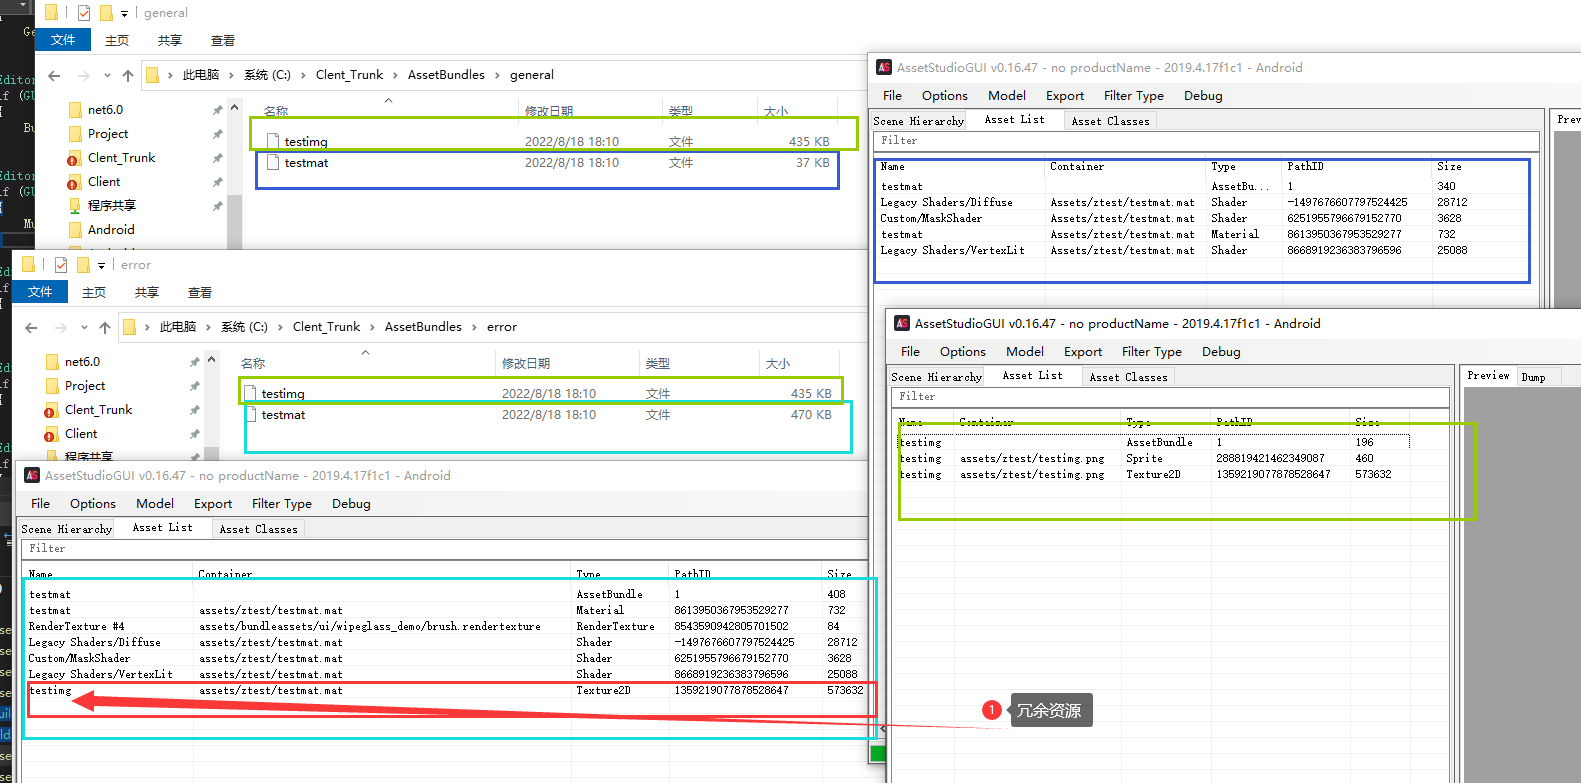 general
文件 主页 共享 查看
此电脑 系统 (C:) Clent_Trunk AssetBundles general
net6.0
Project
Clent_Trunk
Client
程序共享
Android
名称 修改日期 类型 大小
testimg 2022/8/18 18:10 文件 435 KB
testmat 2022/8/18 18:10 文件 37 KB
AssetStudioGUI v0.16.47 - no productName - 2019.4.17f1c1 - Android
File Options Model Export Filter Type Debug
Scene Hierarchy Asset List Asset Classes
Filter
Name Container Type PathID Size
testmat AssetBu... 1 340
Legacy Shaders/Diffuse Assets/ztest/testmat.mat Shader -1497676607797524425 28712
Custom/MaskShader Assets/ztest/testmat.mat Shader 6251955796679152770 3628
testmat Assets/ztest/testmat.mat Material 8613950367953529277 732
Legacy Shaders/VertexLit Assets/ztest/testmat.mat Shader 8668919236383796596 25088
error
文件 主页 共享 查看
此电脑 系统 (C:) Clent_Trunk AssetBundles error
net6.0
Project
Clent_Trunk
Client
程序共享
名称 修改日期 类型 大小
testimg 2022/8/18 18:10 文件 435 KB
testmat 2022/8/18 18:10 文件 470 KB
AssetStudioGUI v0.16.47 - no productName - 2019.4.17f1c1 - Android
File Options Model Export Filter Type Debug
Scene Hierarchy Asset List Asset Classes
Preview Dump
Filter
Name Container Type PathID Size
testimg AssetBundle 1 196
testimg assets/ztest/testimg.png Sprite 288819421462349087 460
testimg assets/ztest/testimg.png Texture2D 1359219077878528647 573632
AssetStudioGUI v0.16.47 - no productName - 2019.4.17f1c1 - Android
File Options Model Export Filter Type Debug
Scene Hierarchy Asset List Asset Classes
Filter
Name Container Type PathID Size
testmat AssetBundle 1 408
testmat assets/ztest/testmat.mat Material 8613950367953529277 732
RenderTexture #4 assets/bundleassets/ui/wipeglass_demo/brush.rendertexture RenderTexture 8543590942805701502 84
Legacy Shaders/Diffuse assets/ztest/testmat.mat Shader -1497676607797524425 28712
Custom/MaskShader assets/ztest/testmat.mat Shader 6251955796679152770 3628
Legacy Shaders/VertexLit assets/ztest/testmat.mat Shader 8668919236383796596 25088
testimg assets/ztest/testmat.mat Texture2D 1359219077878528647 573632
1 冗余资源